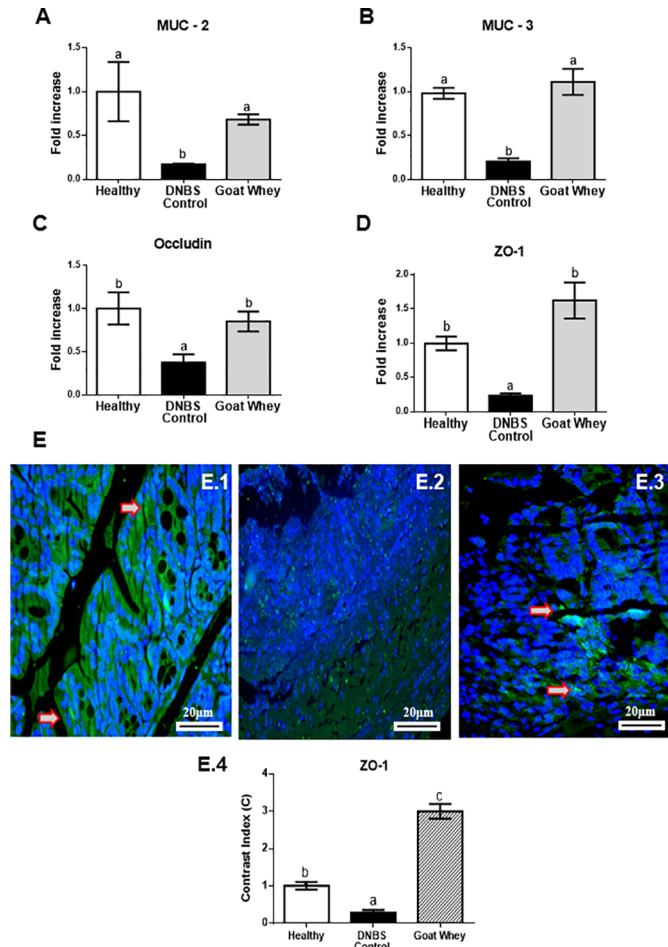 A
MUC - 2
Fold increase
1.5
1.0
0.5
0.0
a
b
a
Healthy
DNBS
Control
Goat Whey
B
MUC - 3
Fold increase
1.5
1.0
0.5
0.0
a
b
a
Healthy
DNBS
Control
Goat Whey
C
Occludin
Fold increase
1.5
1.0
0.5
0.0
b
a
b
Healthy
DNBS
Control
Goat Whey
D
ZO-1
Fold increase
2.0
1.5
1.0
0.5
0.0
b
a
b
Healthy
DNBS
Control
Goat Whey
E
E.1
20µm
E.2
20µm
E.3
20µm
E.4
ZO-1
Contrast Index (C)
4
3
2
1
0
b
a
c
Healthy
DNBS
Control
Goat Whey